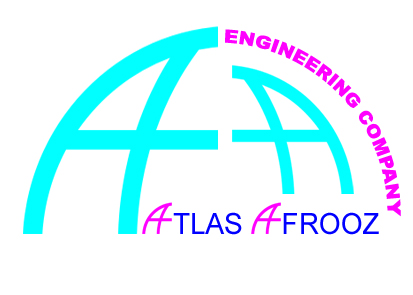 ENGINEERING COMPANY
ATLAS AFROOZ